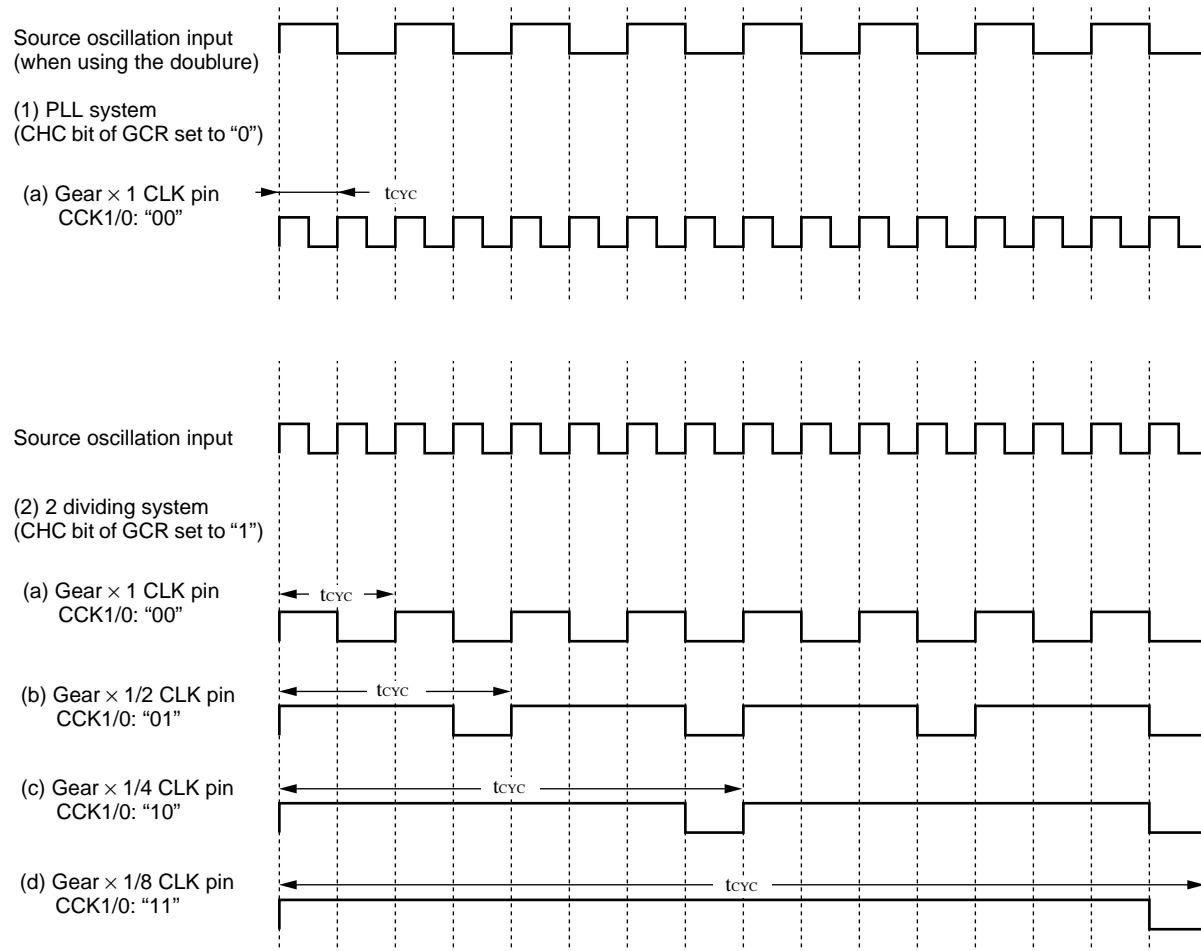 Source oscillation input
(when using the doublure)
(1) PLL system
(CHC bit of GCR set to “0”)
(a) Gear × 1 CLK pin
CCK1/0: “00”
tCYC
Source oscillation input
(2) 2 dividing system
(CHC bit of GCR set to “1”)
(a) Gear × 1 CLK pin
CCK1/0: “00”
tCYC
(b) Gear × 1/2 CLK pin
CCK1/0: “01”
tCYC
(c) Gear × 1/4 CLK pin
CCK1/0: “10”
tCYC
(d) Gear × 1/8 CLK pin
CCK1/0: “11”
tCYC